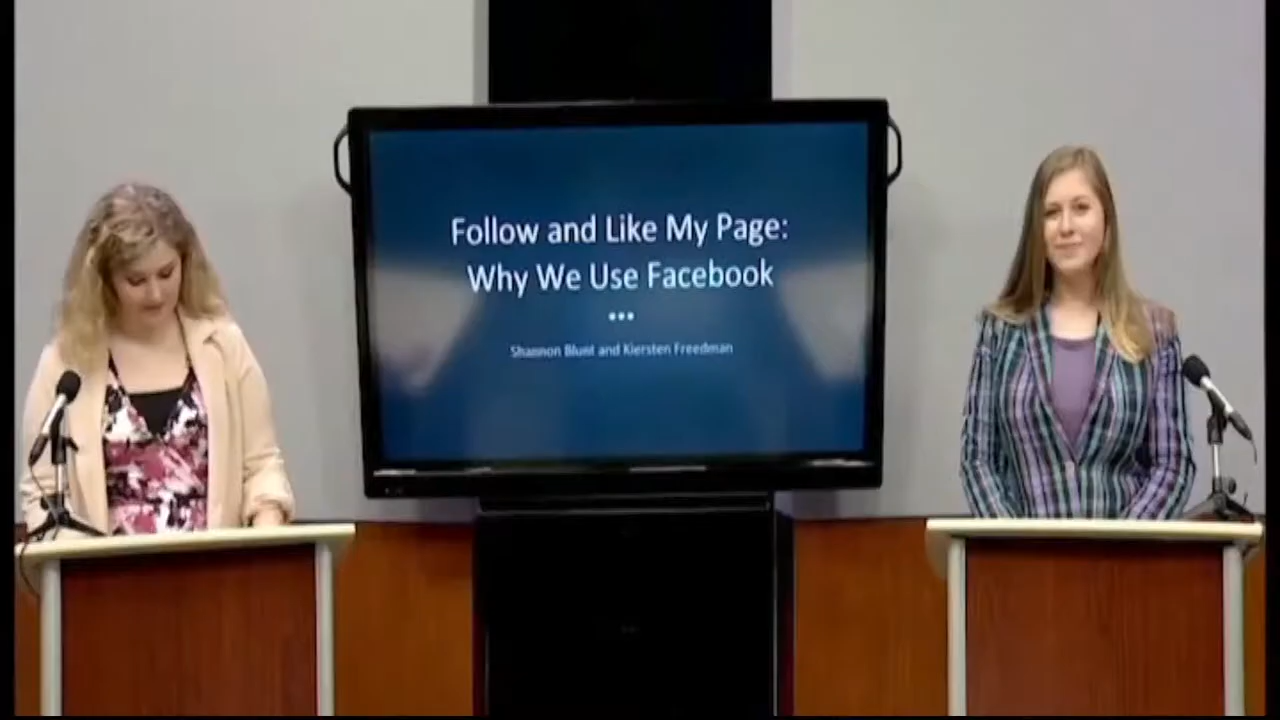 Follow and Like My Page:
Why We Use Facebook
Shannon Blunt and Kiersten Freedman